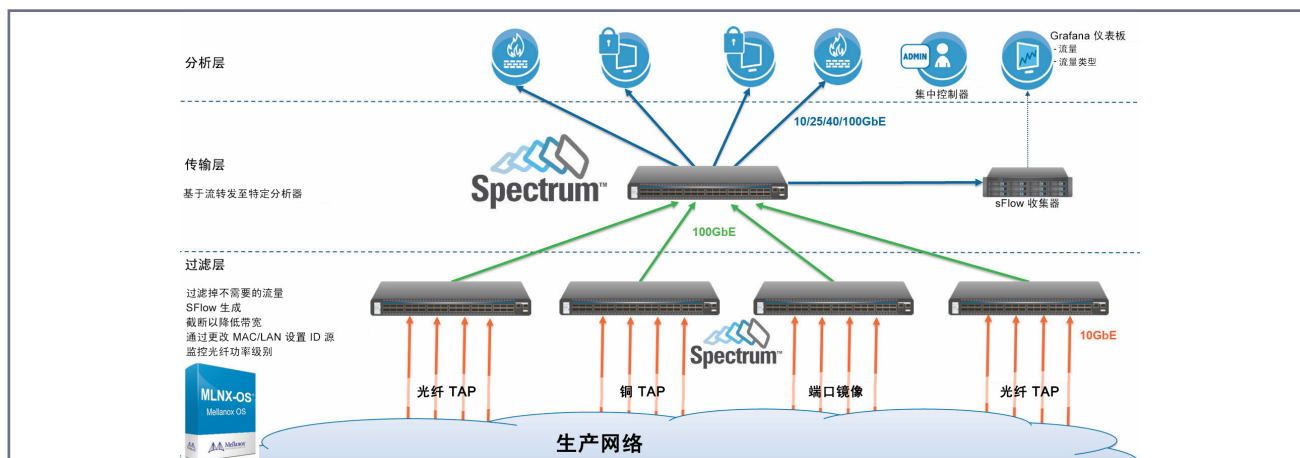 分析层
ADMIN
集中控制器
Grafana 仪表板
- 流量
- 流量类型
10/25/40/100GbE
传输层
基于流转发至特定分析器
Spectrum™
sFlow 收集器
100GbE
过滤层
过滤掉不需要的流量
SFlow 生成
截断以降低带宽
通过更改 MAC/LAN 设置 ID 源
监控光纤功率级别
Spectrum™
10GbE
MLNX-OS®
Mellanox OS
Mellanox
光纤 TAP
铜 TAP
端口镜像
光纤 TAP
生产网络